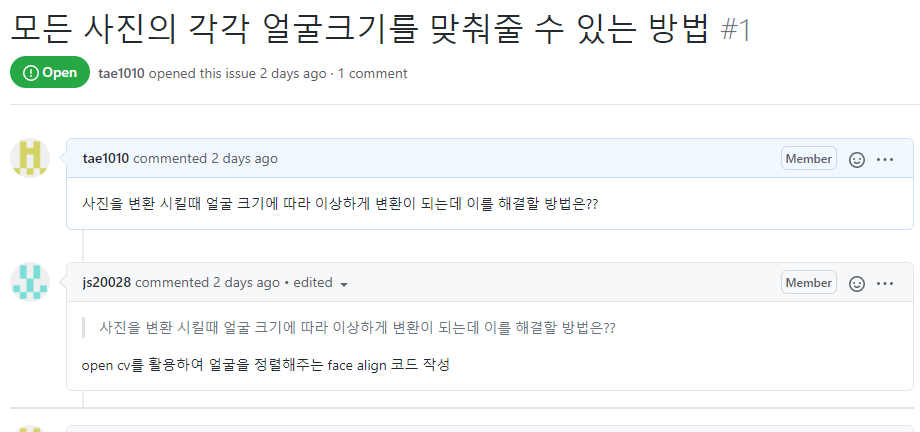 모든 사진의 각각 얼굴크기를 맞춰줄 수 있는 방법 #1
Open tae1010 opened this issue 2 days ago · 1 comment
tae1010 commented 2 days ago Member
사진을 변환 시킬때 얼굴 크기에 따라 이상하게 변환이 되는데 이를 해결할 방법은??
js20028 commented 2 days ago • edited Member
사진을 변환 시킬때 얼굴 크기에 따라 이상하게 변환이 되는데 이를 해결할 방법은??
open cv를 활용하여 얼굴을 정렬해주는 face align 코드 작성